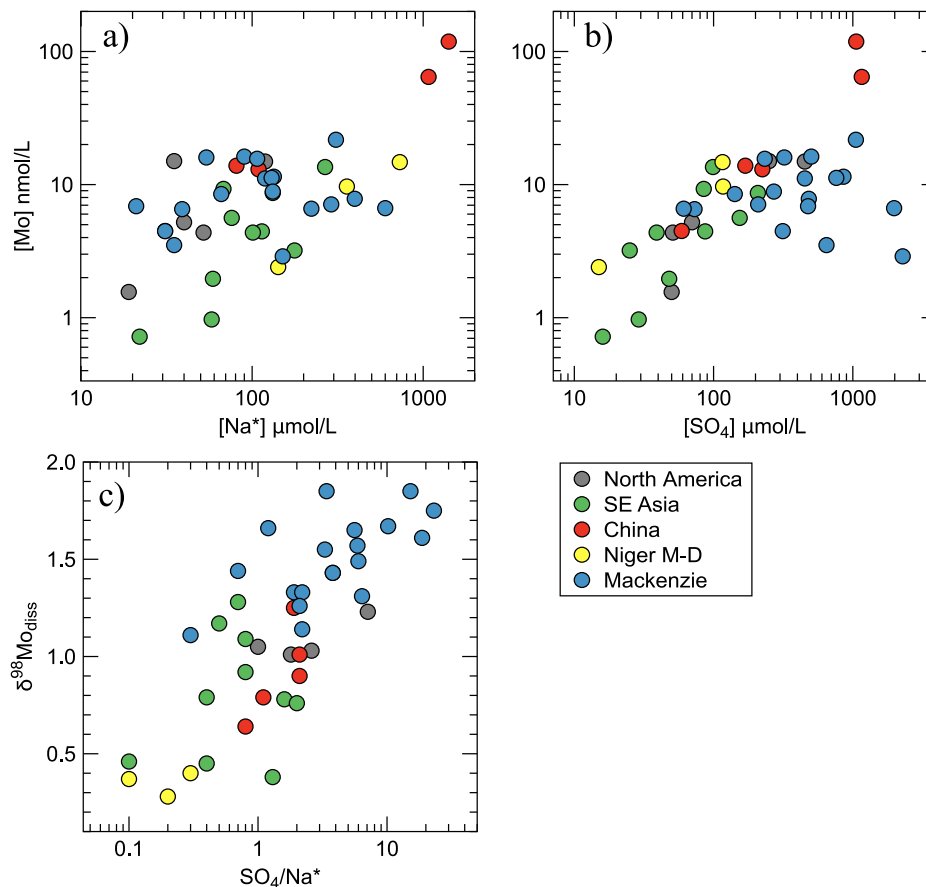 a)
100
10
1
[Mo] nmol/L
10 100 1000
[Na*] µmol/L
b)
100
10
1
10 100 1000
[SO₄] µmol/L
c)
2.0
1.5
1.0
0.5
δ⁹⁸Mo_diss
0.1 1 10
SO₄/Na*
North America
SE Asia
China
Niger M-D
Mackenzie